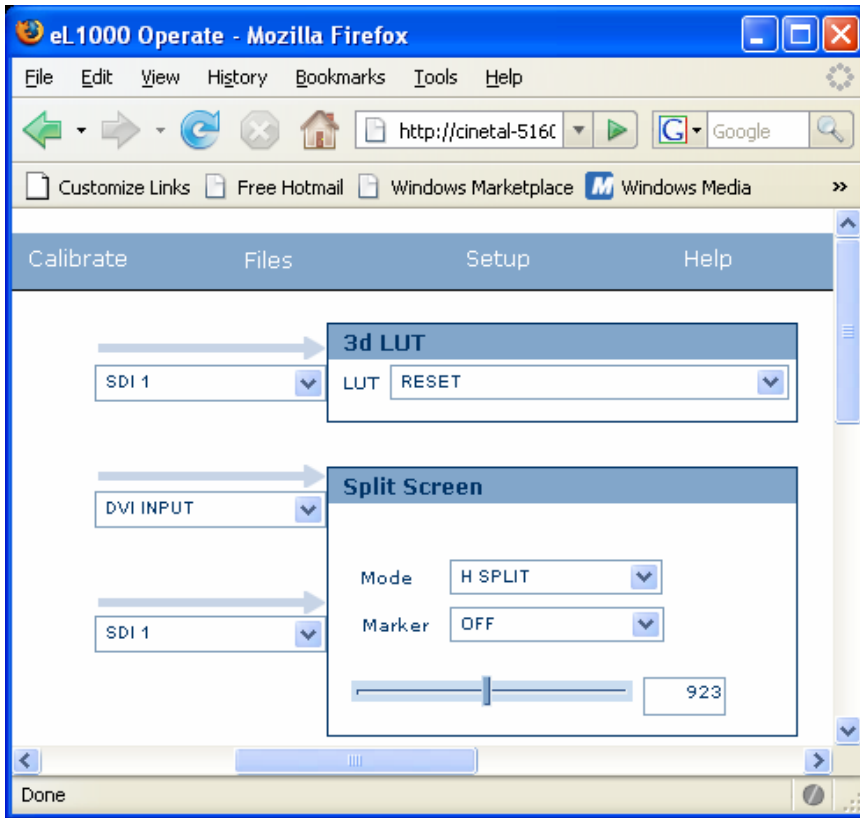 eL1000 Operate - Mozilla Firefox
File Edit View History Bookmarks Tools Help
http://cinetal-516( G Google
Customize Links Free Hotmail Windows Marketplace M Windows Media »
Calibrate Files Setup Help
3d LUT
SDI 1 LUT RESET
Split Screen
DVI INPUT
Mode H SPLIT
SDI 1 Marker OFF
923
Done